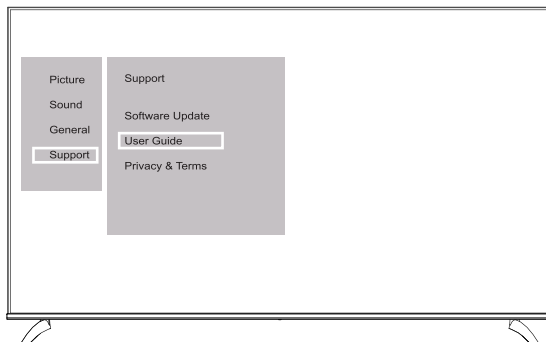 Picture
Sound
General
Support
Support
Software Update
User Guide
Privacy & Terms